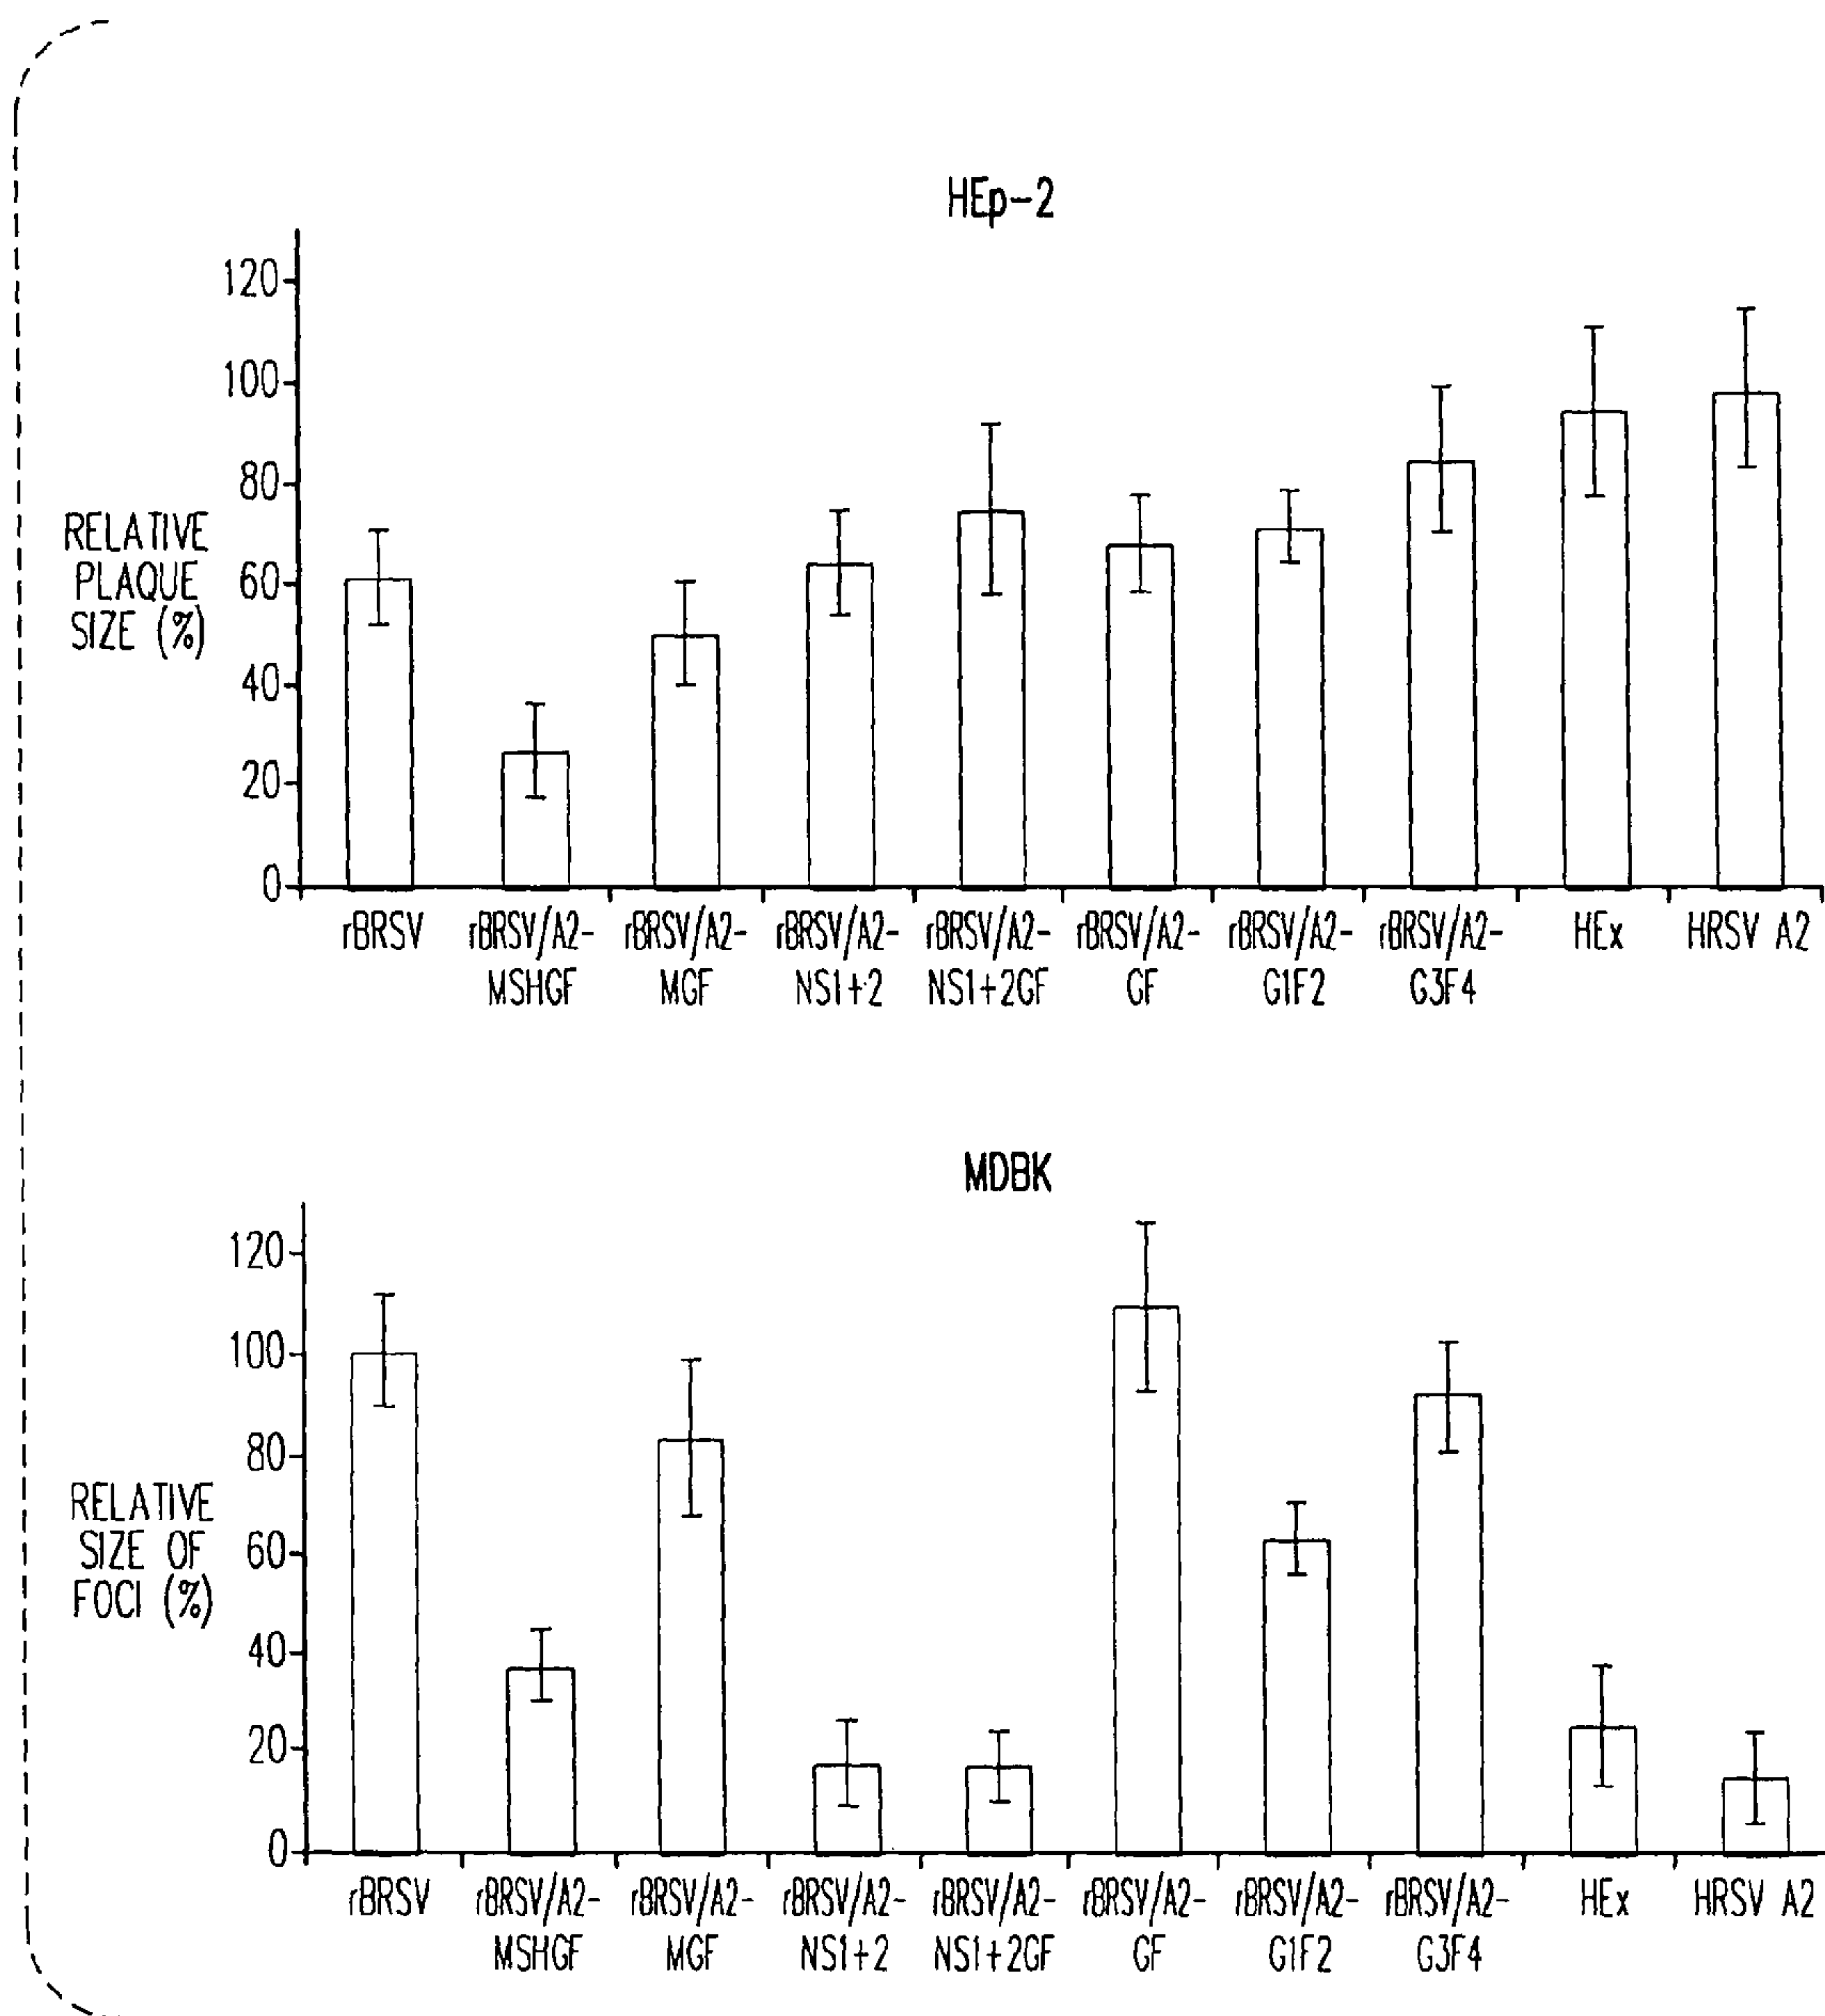 HEp-2
120
100
80
60
40
20
0
RELATIVE
PLAQUE
SIZE (%)
rBRSV rBRSV/A2- rBRSV/A2- rBRSV/A2- rBRSV/A2- rBRSV/A2- rBRSV/A2- rBRSV/A2- HEx HRSV A2
MSHGF MGF NS1+2 NS1+2GF GF G1F2 G3F4
MDBK
120
100
80
60
40
20
0
RELATIVE
SIZE OF
FOCI (%)
rBRSV rBRSV/A2- rBRSV/A2- rBRSV/A2- rBRSV/A2- rBRSV/A2- rBRSV/A2- rBRSV/A2- HEx HRSV A2
MSHGF MGF NS1+2 NS1+2GF GF G1F2 G3F4